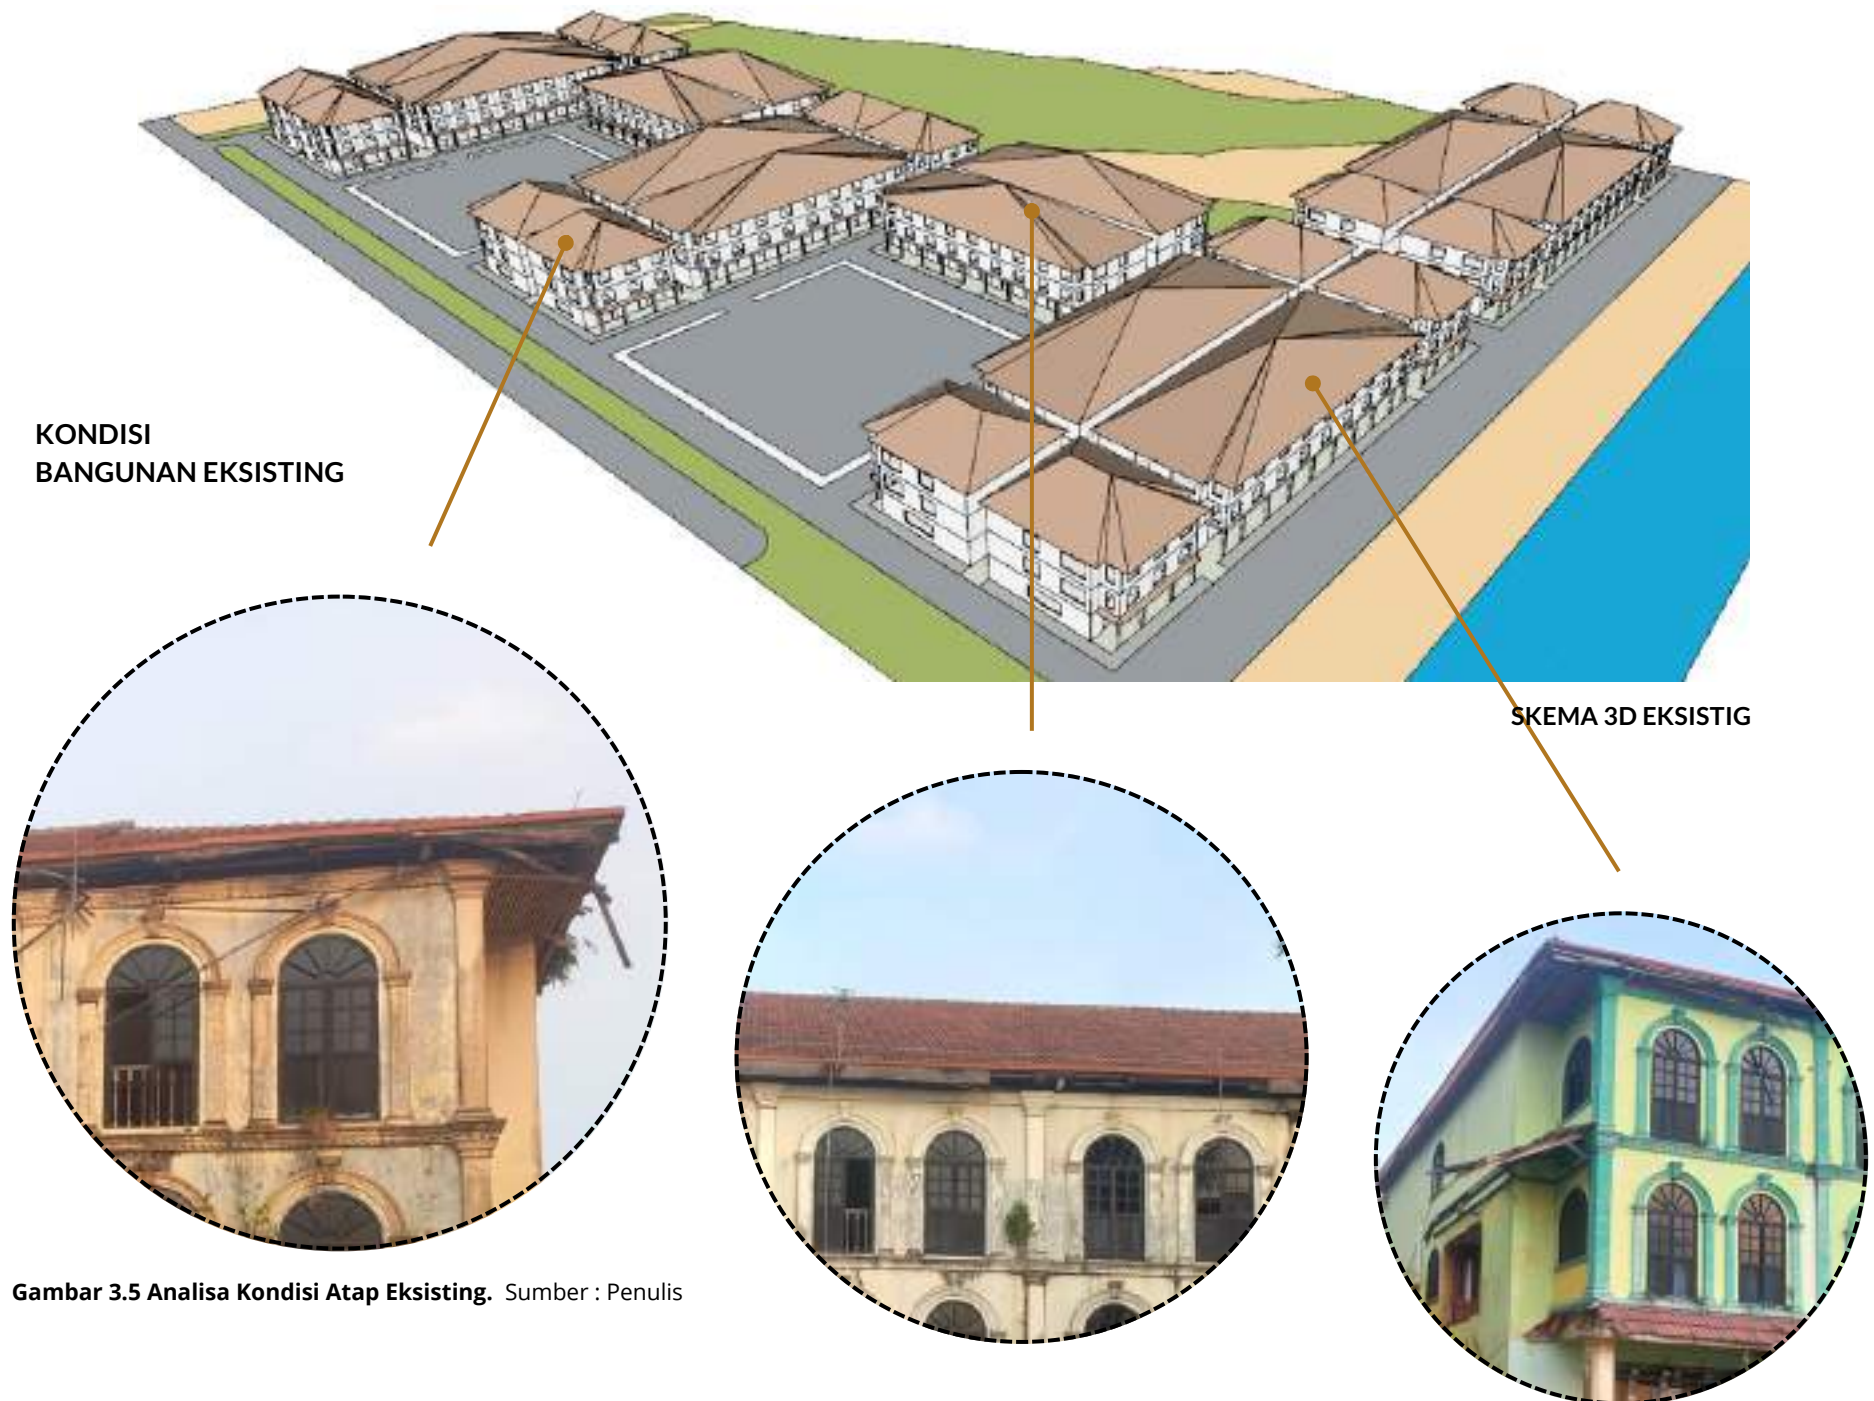 KONDISI
BANGUNAN EKSISTING
SKEMA 3D EKSISTIG
Gambar 3.5 Analisa Kondisi Atap Eksisting. Sumber : Penulis